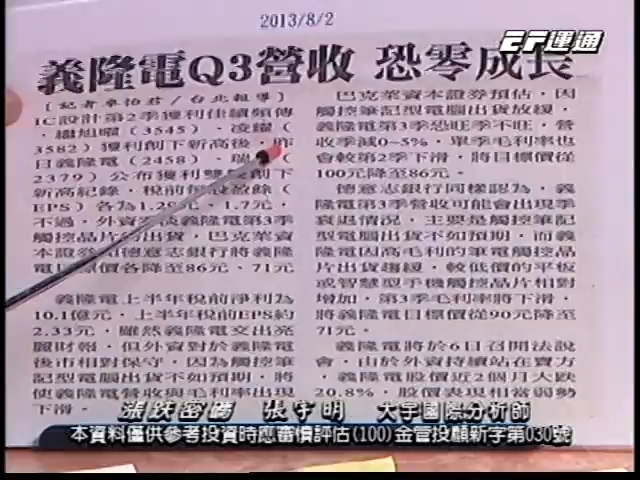 2013/8/2
EF運通
義隆電Q3營收 恐零成長
〔記者卓怡君／台北報導〕
IC設計第2季獲利佳績頻傳
，繼旭曜（3545）、凌耀（
3582）獲利創下新高後，昨
日義隆電（2458）、瑞
2379）公布獲利雙雙創下
新高紀錄，稅前每股盈餘（
EPS）各為1.29元、1.7元，
不過，外資看淡義隆電第3季
觸控晶片的出貨，巴克萊資
本證券和德意志銀行將義隆
電目標價各降至86元、71元
義隆電上半年稅前淨利為
10.1億元，上半年稅前EPS約
2.33元，雖然義隆電交出亮
麗財報，但外資對於義隆電
後市相對保守，因為觸控筆
記型電腦出貨不如預期，將
使義隆電營收與毛利率出現
下滑。
巴克萊資本證券預估，因
觸控筆記型電腦出貨放緩，
義隆電第3季恐旺季不旺，營
收季減0~5%，單季毛利率也
會較第2季下滑，將目標價從
100元降至86元。
德意志銀行同樣認為，義
隆電第3季營收可能會出現季
衰退情況，主要是觸控筆記
型電腦出貨不如預期，而義
隆電因高毛利的筆電觸控晶
片出貨趨緩，較低價的平板
或智慧型手機觸控晶片相對
增加，第3季毛利率將下滑，
將義隆電目標價從90元降至
71元。
義隆電將於6日召開法說
會，由於外資持續站在賣方
，義隆電股價近2個月大跌
20.8%，股價表現相當弱勢
漲跌密碼 張宇明 大宇國際分析師
本資料僅供參考投資時應審慎評估(100)金管投顧新字第030號